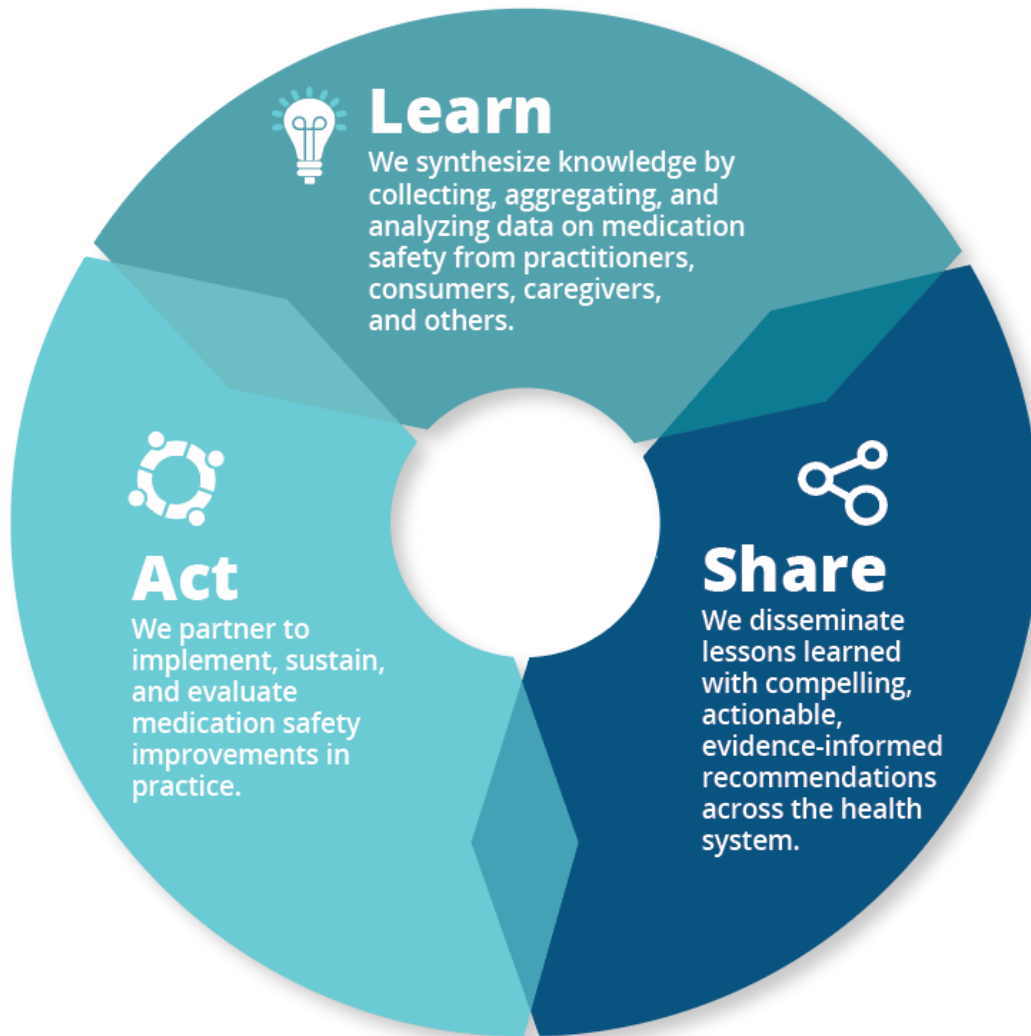 Learn
We synthesize knowledge by
collecting, aggregating, and
analyzing data on medication
safety from practitioners,
consumers, caregivers,
and others.
Share
We disseminate
lessons learned
with compelling,
actionable,
evidence-informed
recommendations
across the health
system.
Act
We partner to
implement, sustain,
and evaluate
medication safety
improvements in
practice.